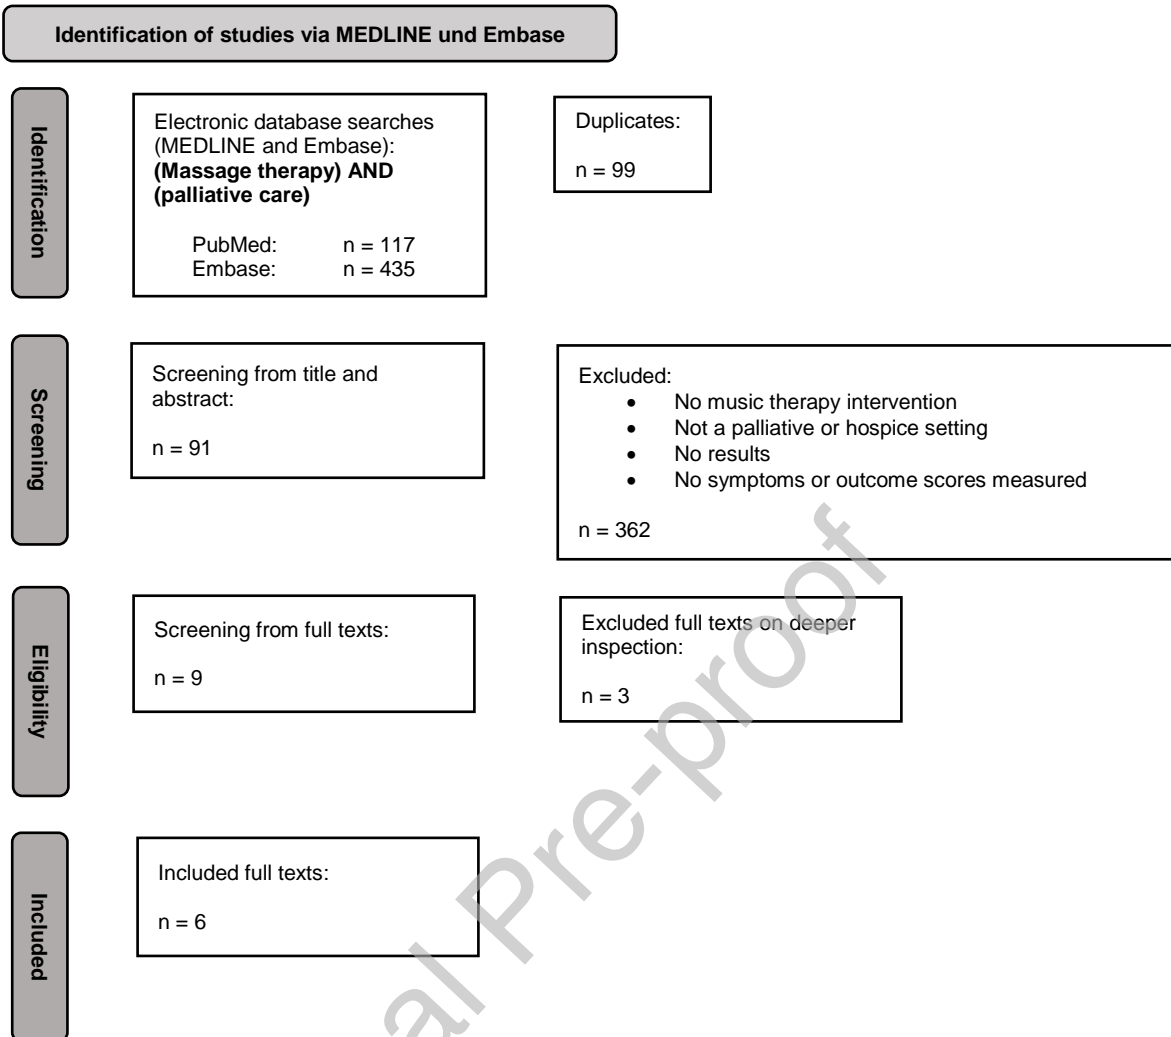 Identification of studies via MEDLINE und Embase
Identification
Electronic database searches
(MEDLINE and Embase):
(Massage therapy) AND
(palliative care)
PubMed: n = 117
Embase: n = 435
Duplicates:
n = 99
Screening
Screening from title and
abstract:
n = 91
Excluded:
• No music therapy intervention
• Not a palliative or hospice setting
• No results
• No symptoms or outcome scores measured
n = 362
Eligibility
Screening from full texts:
n = 9
Excluded full texts on deeper
inspection:
n = 3
Included
Included full texts:
n = 6
al Pre-proof